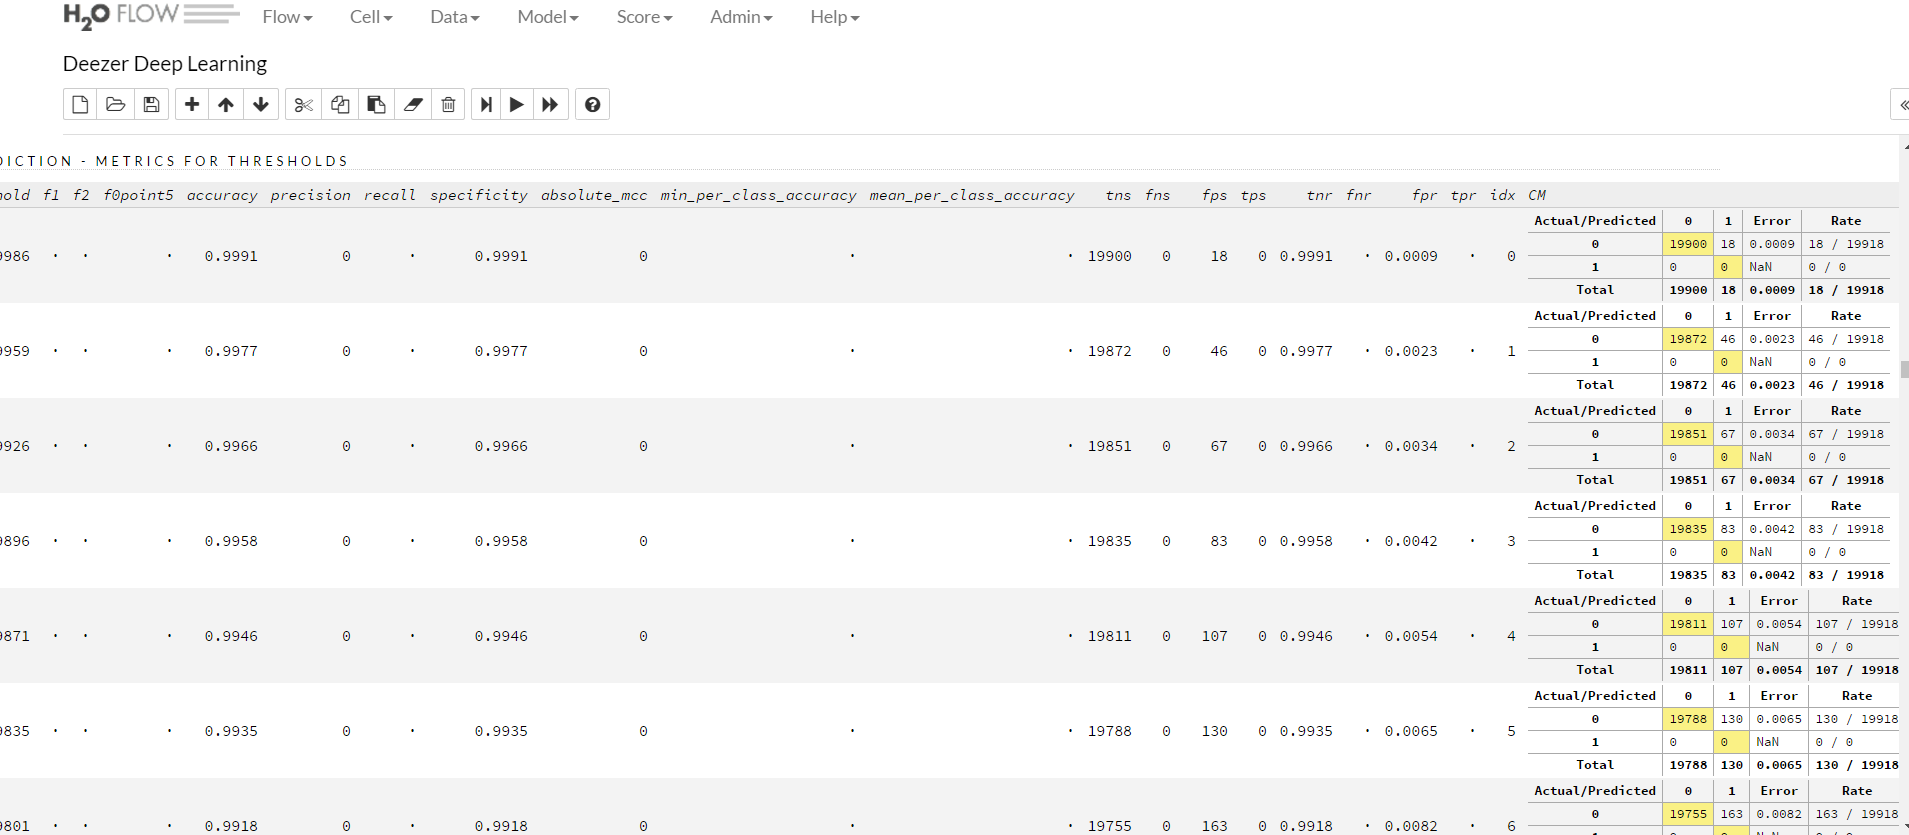 H2O FLOW Flow Cell Data Model Score Admin Help
Deezer Deep Learning
DICTION - METRICS FOR THRESHOLDS
hold f1 f2 f0point5 accuracy precision recall specificity absolute_mcc min_per_class_accuracy mean_per_class_accuracy tns fns fps tps tnr fnr fpr tpr idx CM
Actual/Predicted 0 1 Error Rate
0 19900 18 0.0009 18 / 19918
9986 · · · 0.9991 0 · 0.9991 0 · · 19900 0 18 0 0.9991 · 0.0009 · 0
1 0 0 NaN 0 / 0
Total 19900 18 0.0009 18 / 19918
Actual/Predicted 0 1 Error Rate
0 19872 46 0.0023 46 / 19918
9959 · · · 0.9977 0 · 0.9977 0 · · 19872 0 46 0 0.9977 · 0.0023 · 1
1 0 0 NaN 0 / 0
Total 19872 46 0.0023 46 / 19918
Actual/Predicted 0 1 Error Rate
0 19851 67 0.0034 67 / 19918
9926 · · · 0.9966 0 · 0.9966 0 · · 19851 0 67 0 0.9966 · 0.0034 · 2
1 0 0 NaN 0 / 0
Total 19851 67 0.0034 67 / 19918
Actual/Predicted 0 1 Error Rate
0 19835 83 0.0042 83 / 19918
9896 · · · 0.9958 0 · 0.9958 0 · · 19835 0 83 0 0.9958 · 0.0042 · 3
1 0 0 NaN 0 / 0
Total 19835 83 0.0042 83 / 19918
Actual/Predicted 0 1 Error Rate
0 19811 107 0.0054 107 / 19918
9871 · · · 0.9946 0 · 0.9946 0 · · 19811 0 107 0 0.9946 · 0.0054 · 4
1 0 0 NaN 0 / 0
Total 19811 107 0.0054 107 / 19918
Actual/Predicted 0 1 Error Rate
0 19788 130 0.0065 130 / 19918
9835 · · · 0.9935 0 · 0.9935 0 · · 19788 0 130 0 0.9935 · 0.0065 · 5
1 0 0 NaN 0 / 0
Total 19788 130 0.0065 130 / 19918
Actual/Predicted 0 1 Error Rate
0 19755 163 0.0082 163 / 19918
9801 · · · 0.9918 0 · 0.9918 0 · · 19755 0 163 0 0.9918 · 0.0082 · 6